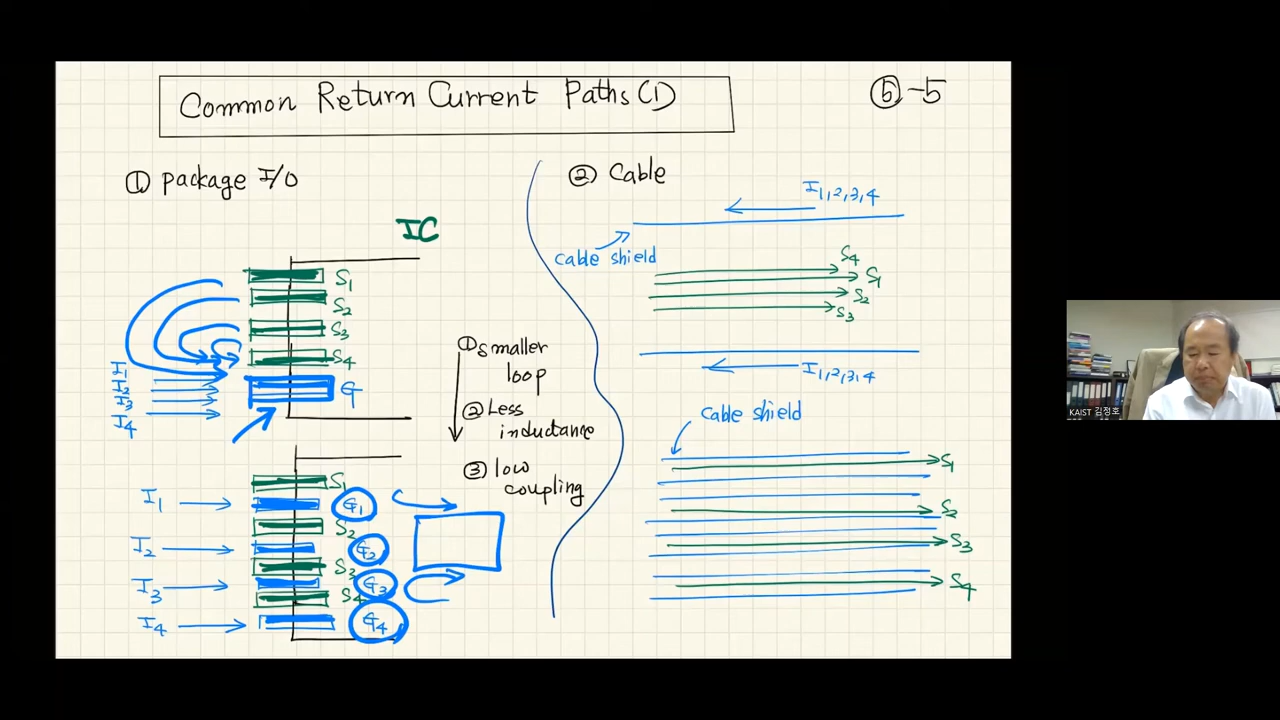 Common Return Current Paths (1)
⑥-5
① package I/O
IC
S1
S2
S3
S4
G
I1
I2
I3
I4
① smaller
loop
② Less
inductance
③ low
coupling
S1
I1
G1
S2
I2
G2
S3
I3
G3
S4
I4
G4
② Cable
I1,2,3,4
cable shield
S4
S1
S2
S3
I1,2,3,4
cable shield
S1
S2
S3
S4
KAIST 김정호